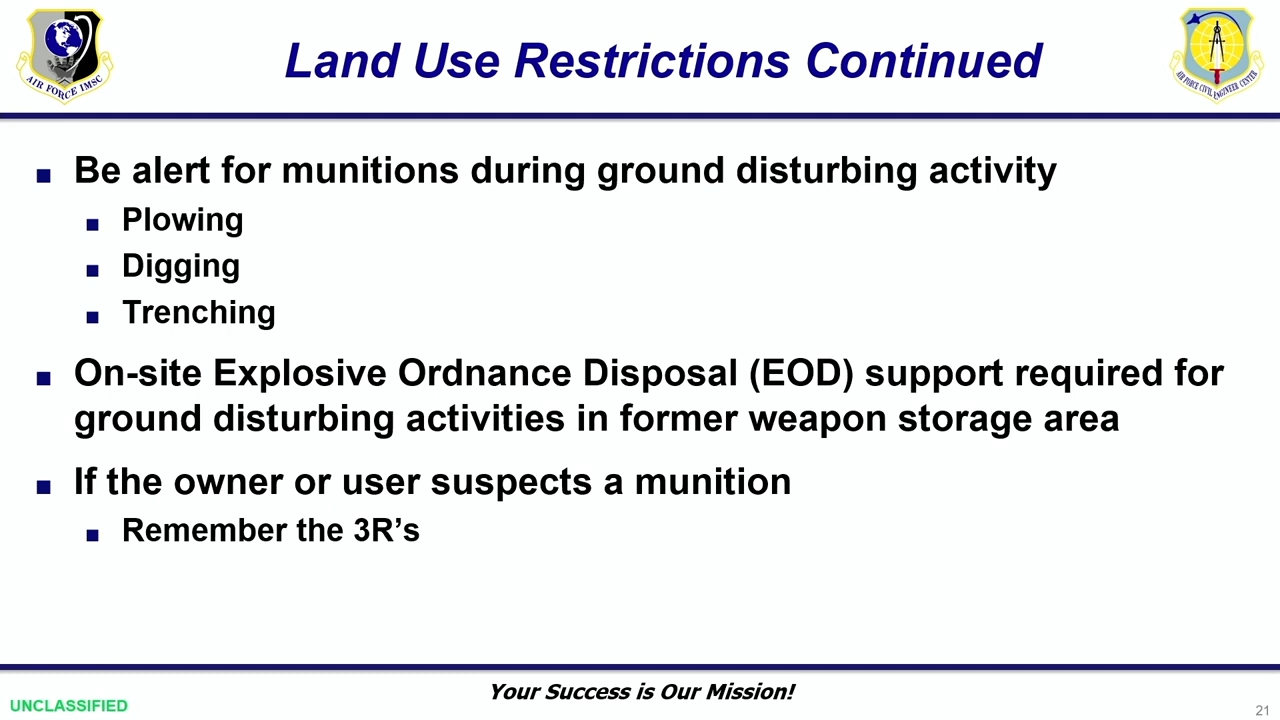 AIR FORCE IMSC
Land Use Restrictions Continued
AIR FORCE CIVIL ENGINEER CENTER
Be alert for munitions during ground disturbing activity
Plowing
Digging
Trenching
On-site Explosive Ordnance Disposal (EOD) support required for
ground disturbing activities in former weapon storage area
If the owner or user suspects a munition
Remember the 3R’s
Your Success is Our Mission!
UNCLASSIFIED
21